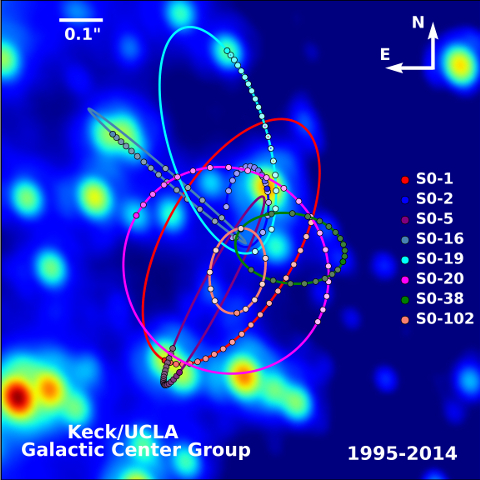 0.1"
N
E
S0-1
S0-2
S0-5
S0-16
S0-19
S0-20
S0-38
S0-102
Keck/UCLA
Galactic Center Group
1995-2014